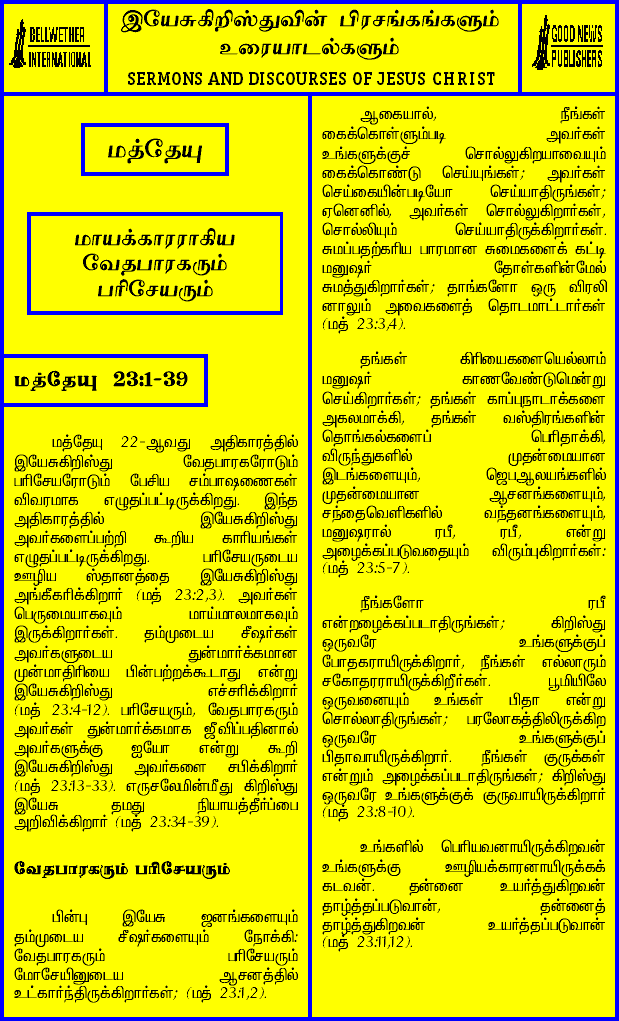 BELLWETHER
INTERNATIONAL
இயேசுகிறிஸ்துவின் பிரசங்கங்களும்
உரையாடல்களும்
SERMONS AND DISCOURSES OF JESUS CHRIST
GOOD NEWS
PUBLISHERS
மத்தேயு
மாயக்காரராகிய
வேதபாரகரும்
பரிசேயரும்
மத்தேயு 23:1-39
மத்தேயு 22-ஆவது அதிகாரத்தில்
இயேசுகிறிஸ்து வேதபாரகரோடும்
பரிசேயரோடும் பேசிய சம்பாஷணைகள்
விவரமாக எழுதப்பட்டிருக்கிறது. இந்த
அதிகாரத்தில் இயேசுகிறிஸ்து
அவர்களைப்பற்றி கூறிய காரியங்கள்
எழுதப்பட்டிருக்கிறது. பரிசேயருடைய
ஊழிய ஸ்தானத்தை இயேசுகிறிஸ்து
அங்கீகரிக்கிறார் (மத் 23:2,3). அவர்கள்
பெருமையாகவும் மாய்மாலமாகவும்
இருக்கிறார்கள். தம்முடைய சீஷர்கள்
அவர்களுடைய துன்மார்க்கமான
முன்மாதிரியை பின்பற்றக்கூடாது என்று
இயேசுகிறிஸ்து எச்சரிக்கிறார்
(மத் 23:4-12). பரிசேயரும், வேதபாரகரும்
அவர்கள் துன்மார்க்கமாக ஜீவிப்பதினால்
அவர்களுக்கு ஐயோ என்று கூறி
இயேசுகிறிஸ்து அவர்களை சபிக்கிறார்
(மத் 23:13-33). எருசலேமின்மீது கிறிஸ்து
இயேசு தமது நியாயத்தீர்ப்பை
அறிவிக்கிறார் (மத் 23:34-39).
வேதபாரகரும் பரிசேயரும்
பின்பு இயேசு ஜனங்களையும்
தம்முடைய சீஷர்களையும் நோக்கி:
வேதபாரகரும் பரிசேயரும்
மோசேயினுடைய ஆசனத்தில்
உட்கார்ந்திருக்கிறார்கள்; (மத் 23:1,2).
ஆகையால், நீங்கள்
கைக்கொள்ளும்படி அவர்கள்
உங்களுக்குச் சொல்லுகிறயாவையும்
கைக்கொண்டு செய்யுங்கள்; அவர்கள்
செய்கையின்படியோ செய்யாதிருங்கள்;
ஏனெனில், அவர்கள் சொல்லுகிறார்கள்,
சொல்லியும் செய்யாதிருக்கிறார்கள்.
சுமப்பதற்கரிய பாரமான சுமைகளைக் கட்டி
மனுஷர் தோள்களின்மேல்
சுமத்துகிறார்கள்; தாங்களோ ஒரு விரலி
னாலும் அவைகளைத் தொடமாட்டார்கள்
(மத் 23:3,4).
தங்கள் கிரியைகளையெல்லாம்
மனுஷர் காணவேண்டுமென்று
செய்கிறார்கள்; தங்கள் காப்புநாடாக்களை
அகலமாக்கி, தங்கள் வஸ்திரங்களின்
தொங்கல்களைப் பெரிதாக்கி,
விருந்துகளில் முதன்மையான
இடங்களையும், ஜெபஆலயங்களில்
முதன்மையான ஆசனங்களையும்,
சந்தைவெளிகளில் வந்தனங்களையும்,
மனுஷரால் ரபீ, ரபீ, என்று
அழைக்கப்படுவதையும் விரும்புகிறார்கள்:
(மத் 23:5-7).
நீங்களோ ரபீ
என்றழைக்கப்படாதிருங்கள்; கிறிஸ்து
ஒருவரே உங்களுக்குப்
போதகராயிருக்கிறார், நீங்கள் எல்லாரும்
சகோதரராயிருக்கிறீர்கள். பூமியிலே
ஒருவனையும் உங்கள் பிதா என்று
சொல்லாதிருங்கள்; பரலோகத்திலிருக்கிற
ஒருவரே உங்களுக்குப்
பிதாவாயிருக்கிறார். நீங்கள் குருக்கள்
என்றும் அழைக்கப்படாதிருங்கள்; கிறிஸ்து
ஒருவரே உங்களுக்குக் குருவாயிருக்கிறார்
(மத் 23:8-10).
உங்களில் பெரியவனாயிருக்கிறவன்
உங்களுக்கு ஊழியக்காரனாயிருக்கக்
கடவன். தன்னை உயர்த்துகிறவன்
தாழ்த்தப்படுவான், தன்னைத்
தாழ்த்துகிறவன் உயர்த்தப்படுவான்
(மத் 23:11,12).